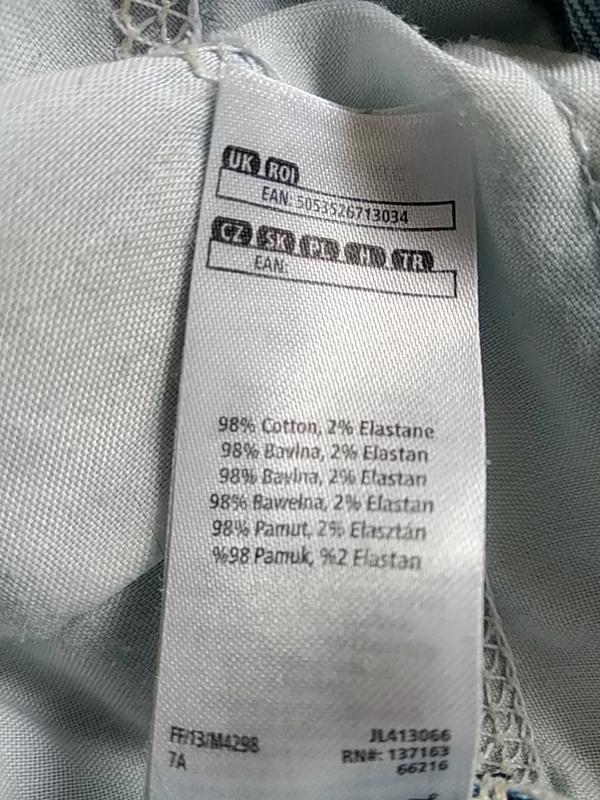 UK ROI
EAN: 5053526713034
CZ SK PL H TR
EAN:
98% Cotton, 2% Elastane
98% Bavlna, 2% Elastan
98% Bavlna, 2% Elastan
98% Bawełna, 2% Elastan
98% Pamut, 2% Elasztán
%98 Pamuk, %2 Elastan
FF/13/M4298
7A
JL413066
RN#: 137163
66216